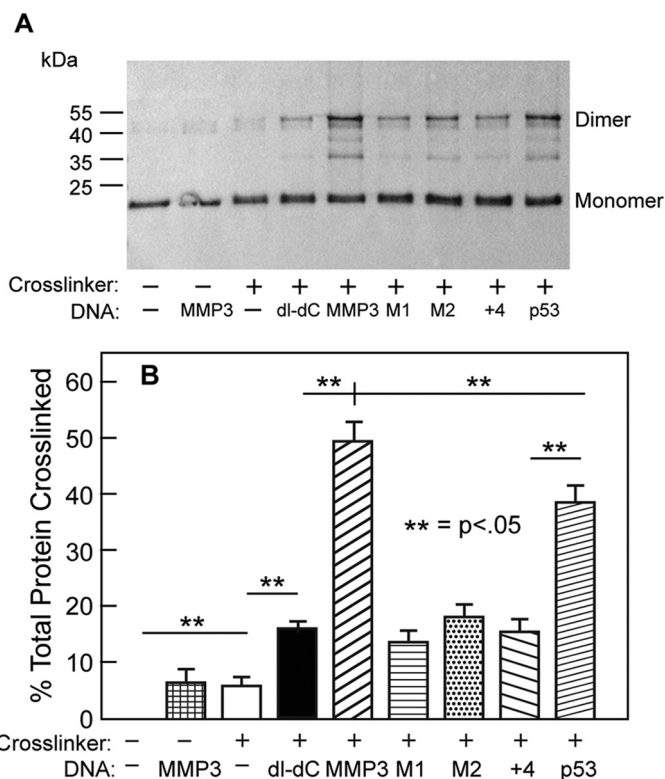 A
kDa
55
40
35
25
Dimer
Monomer
Crosslinker: – – + + + + + + +
DNA: – MMP3 – dI-dC MMP3 M1 M2 +4 p53
B
% Total Protein Crosslinked
60
50
40
30
20
10
0
** **
**
** = p<.05
**
**
Crosslinker: – – + + + + + + +
DNA: – MMP3 – dI-dC MMP3 M1 M2 +4 p53